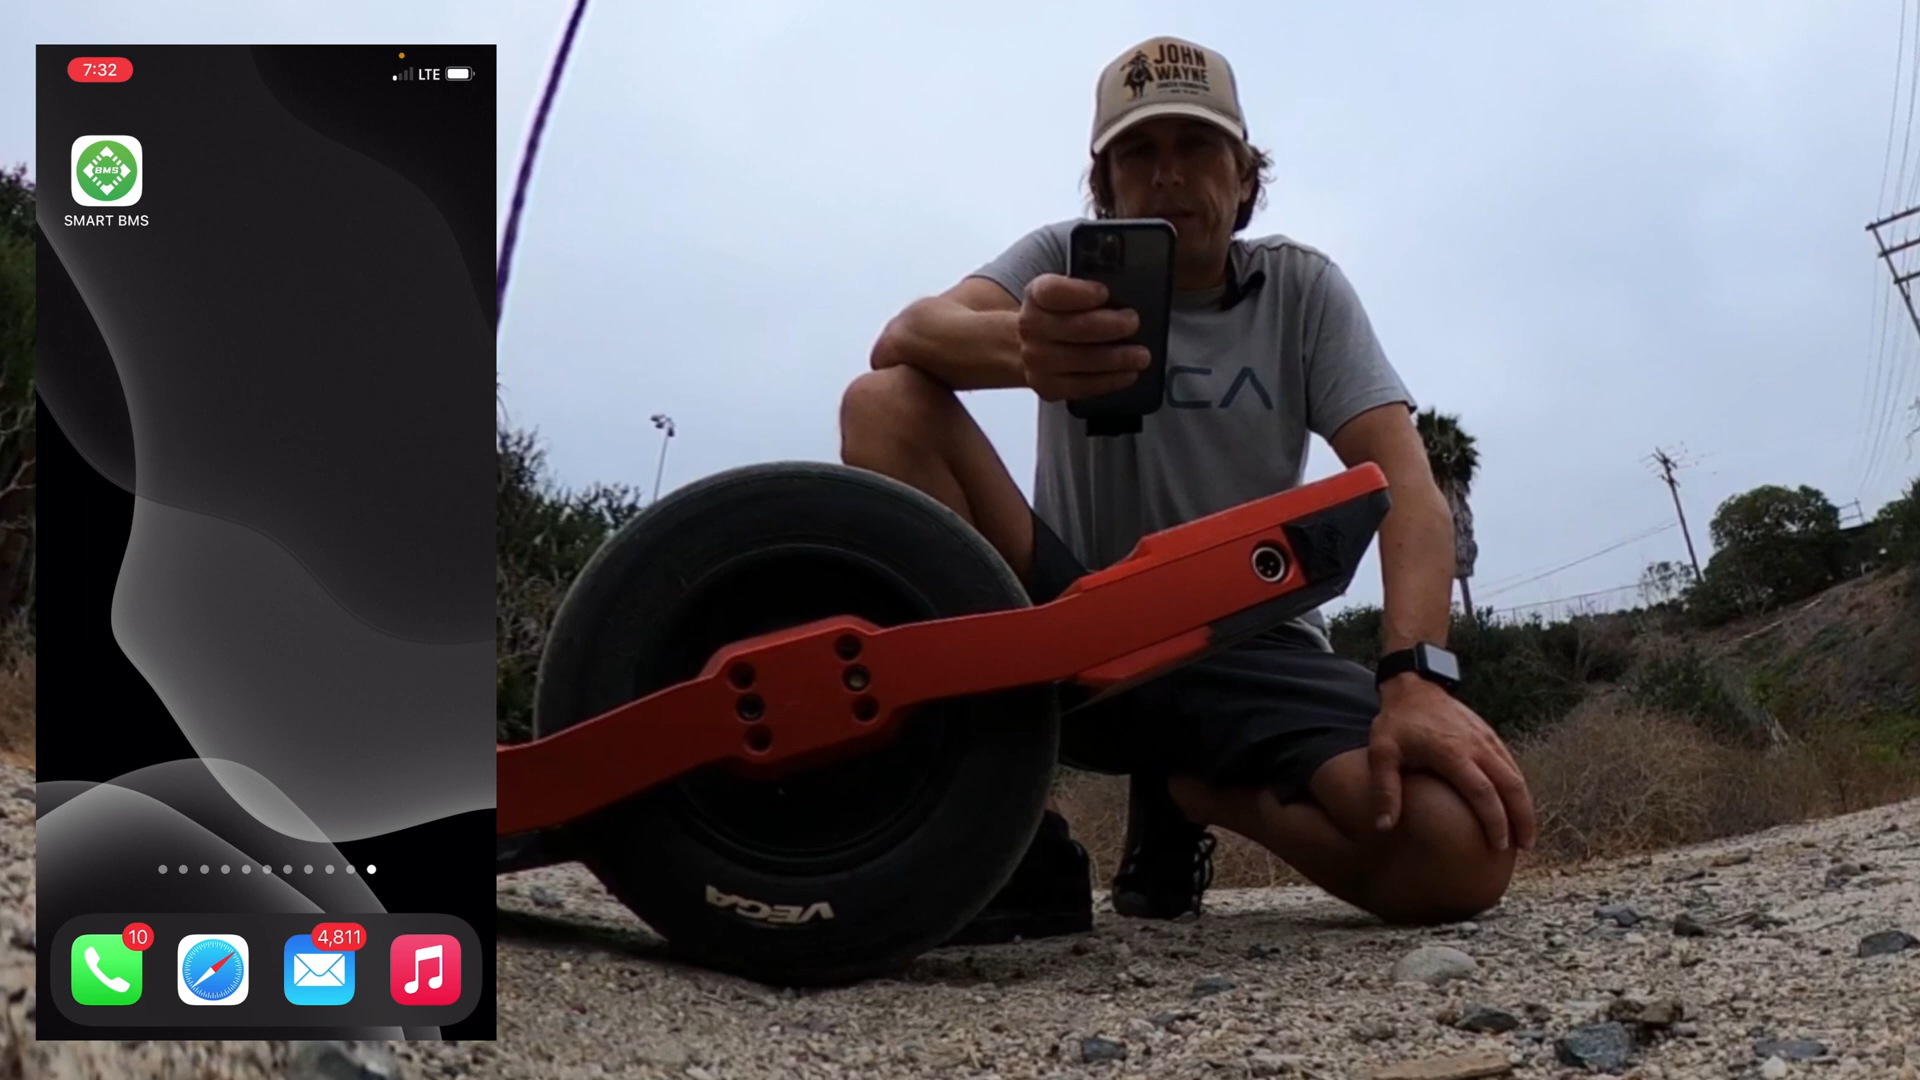 7:32
LTE
BMS
SMART BMS
10
4,811
JOHN
WAYNE
CA
VEGA